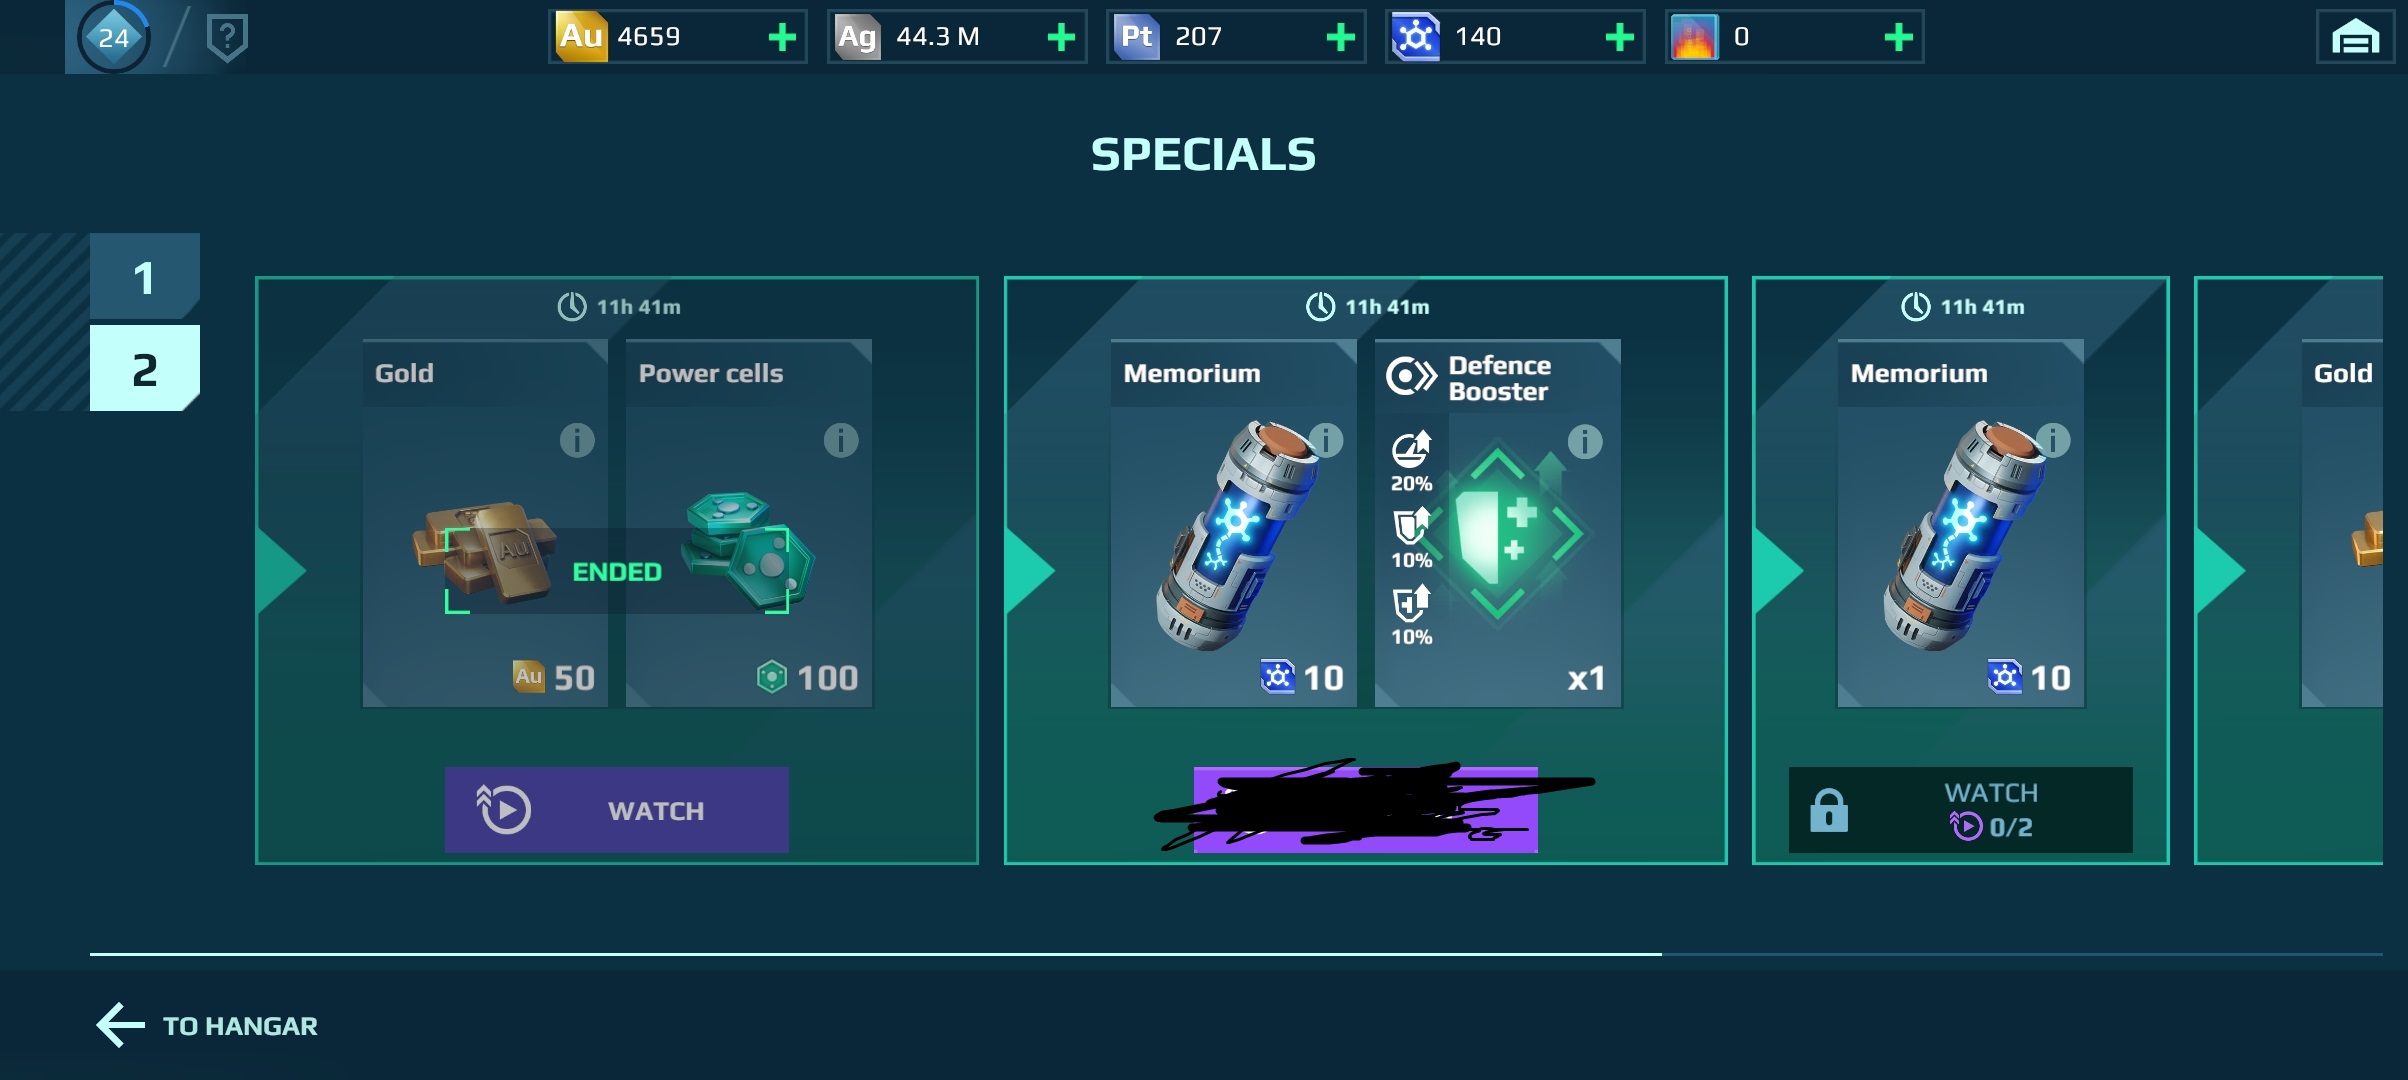 24
?
Au 4659
Ag 44.3 M
Pt 207
140
0
SPECIALS
1
2
11h 41m
Gold
Power cells
i
i
Au
ENDED
Au 50
100
WATCH
11h 41m
Memorium
Defence
Booster
i
i
20%
10%
10%
10
x1
11h 41m
Memorium
i
10
WATCH
0/2
Gold
TO HANGAR